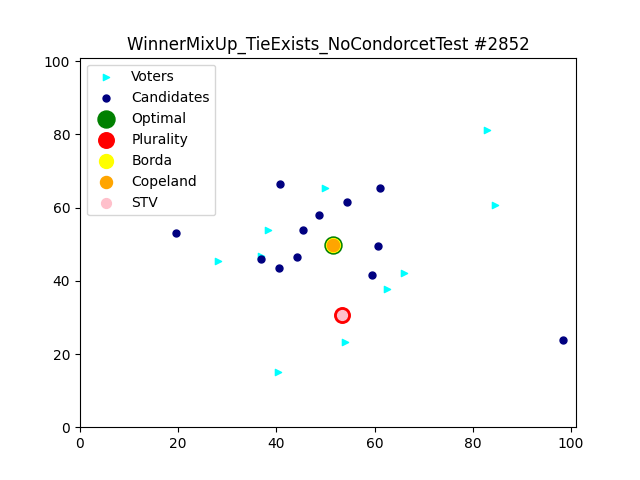 WinnerMixUp_TieExists_NoCondorcetTest #2852
100
80
60
40
20
0
Voters
Candidates
Optimal
Plurality
Borda
Copeland
STV
0 20 40 60 80 100